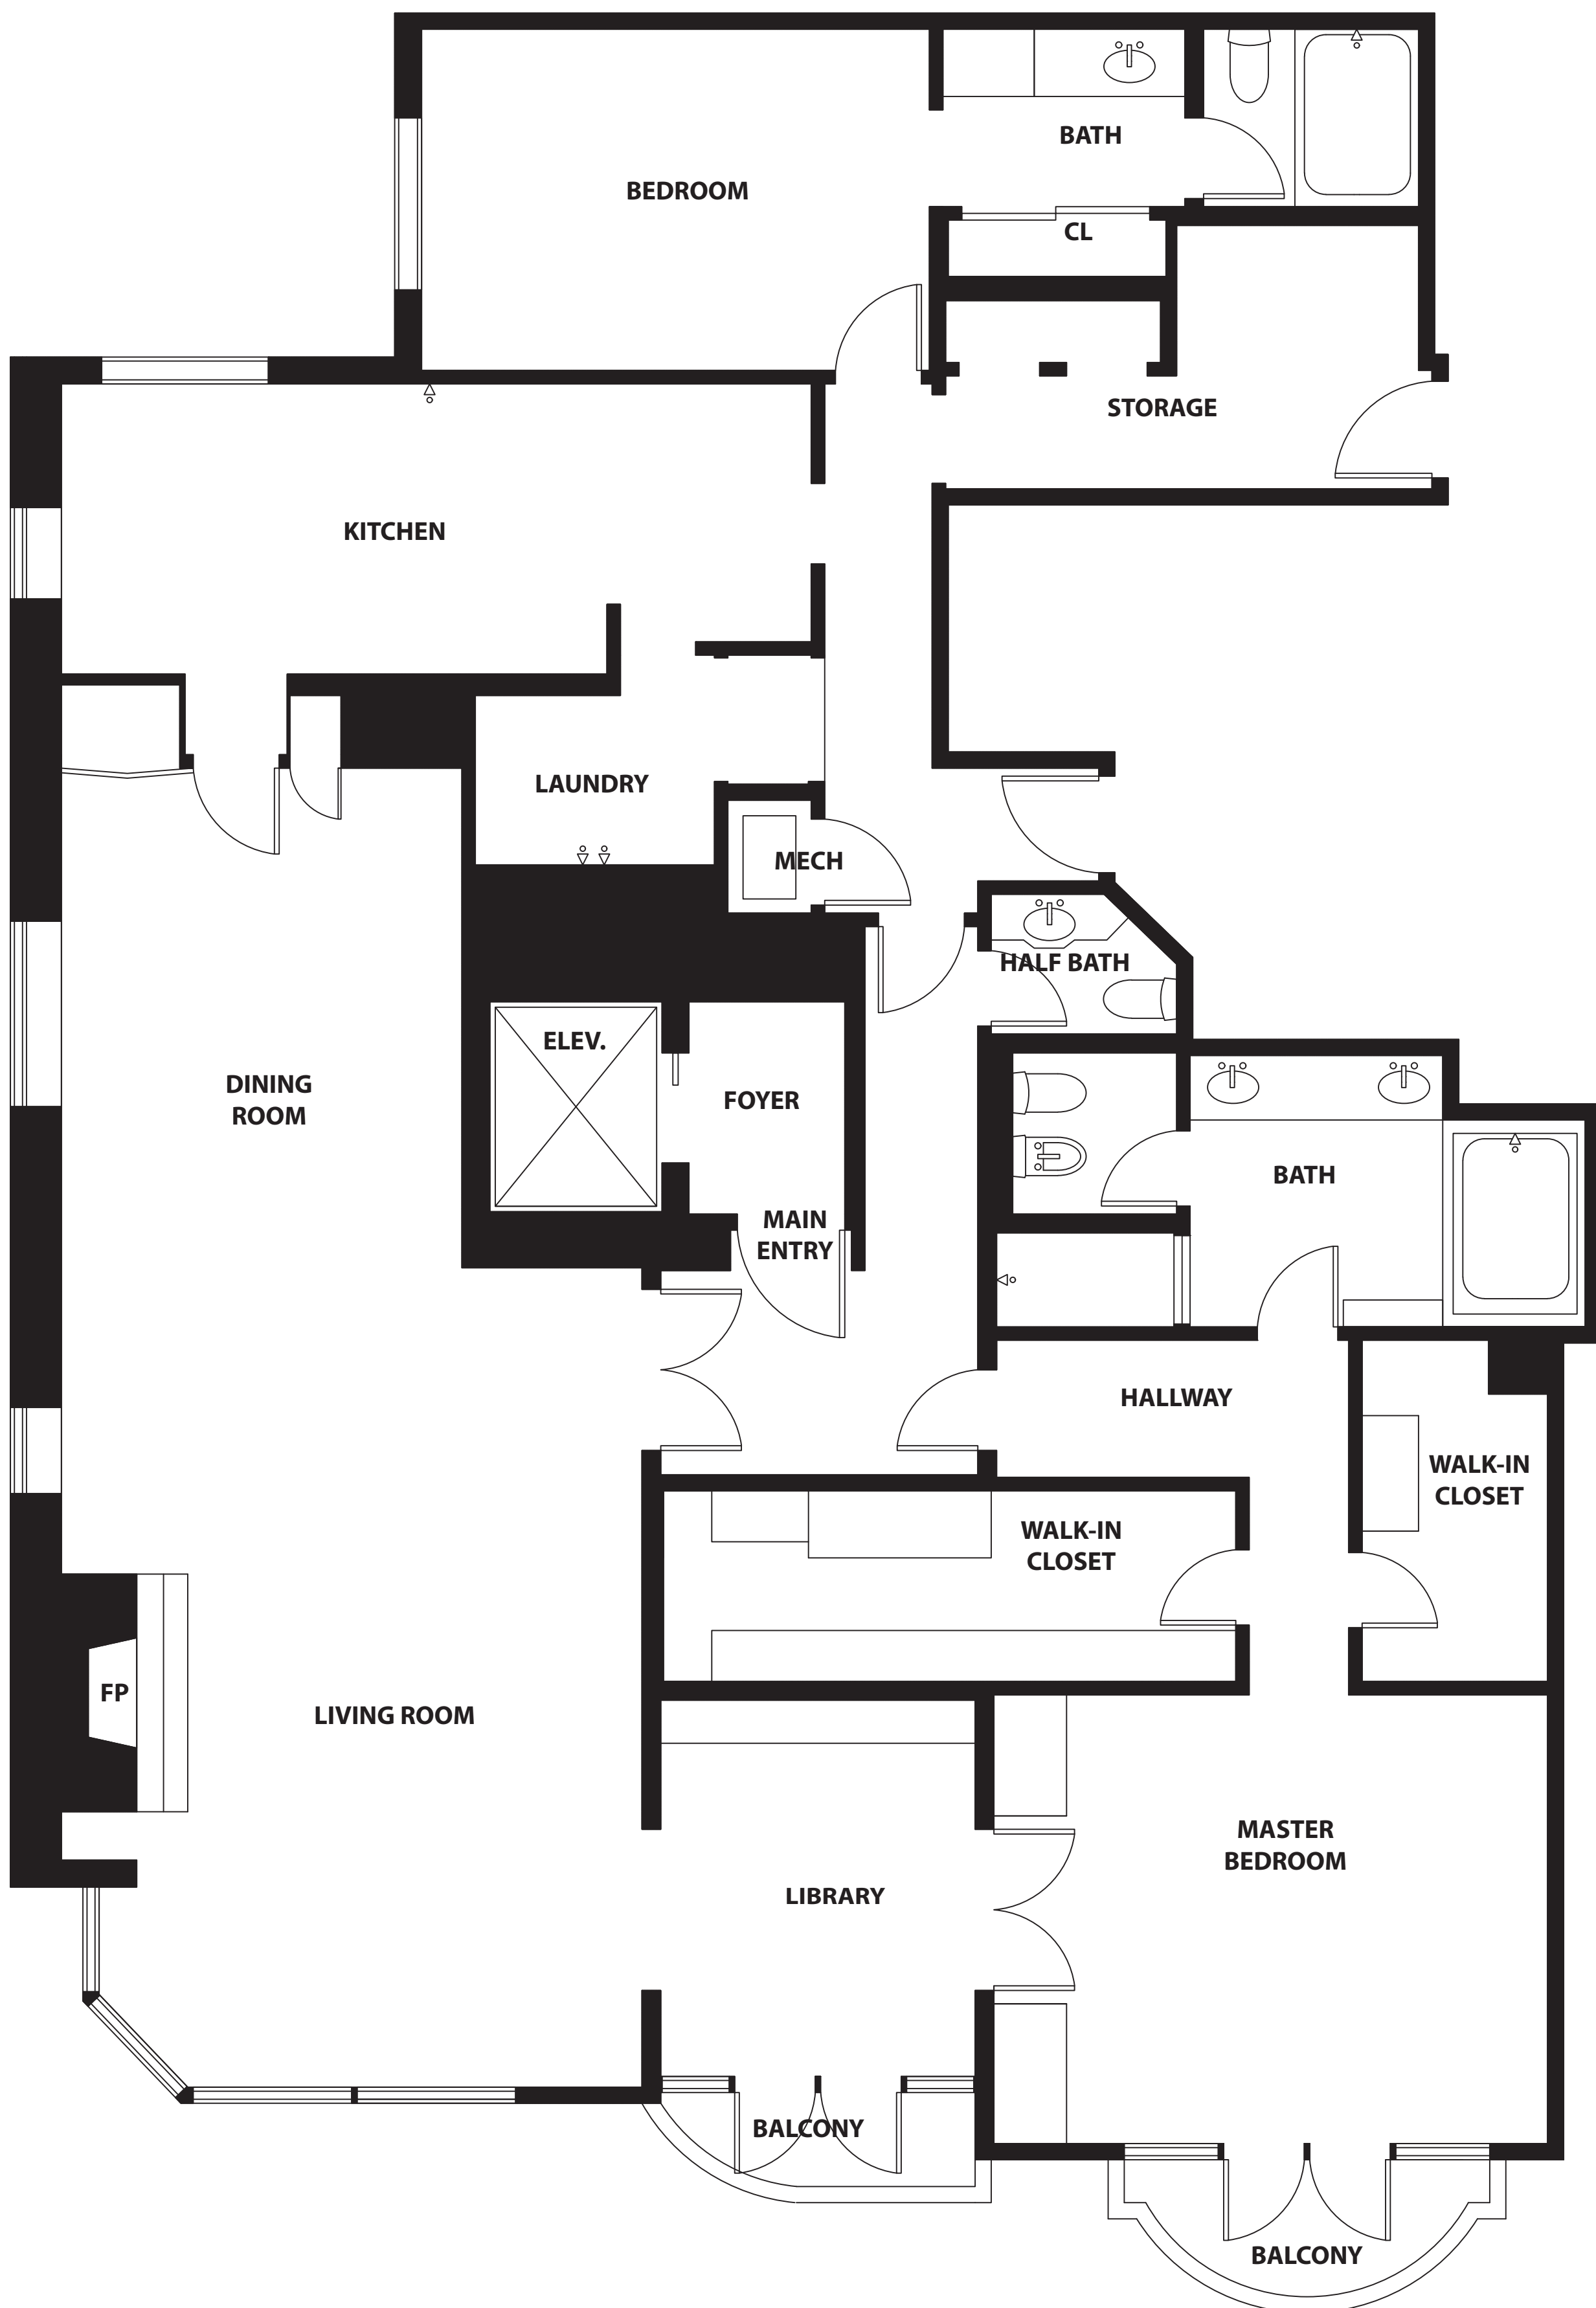 BATH
BEDROOM
CL
STORAGE
KITCHEN
LAUNDRY
MECH
HALF BATH
ELEV.
DINING
ROOM
FOYER
BATH
MAIN
ENTRY
HALLWAY
WALK-IN
CLOSET
WALK-IN
CLOSET
FP
LIVING ROOM
MASTER
BEDROOM
LIBRARY
BALCONY
BALCONY